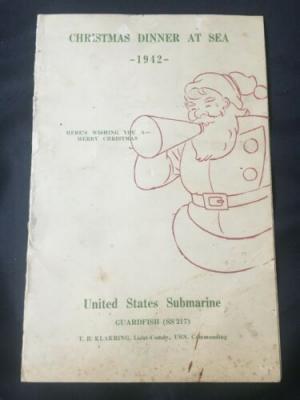 CHRISTMAS DINNER AT SEA
-1942-
HERE'S WISHING YOU A—
MERRY CHRISTMAS
United States Submarine
GUARDFISH (SS 217)
T. B. KLAKRING, Lieut-Comdr, USN, Commanding